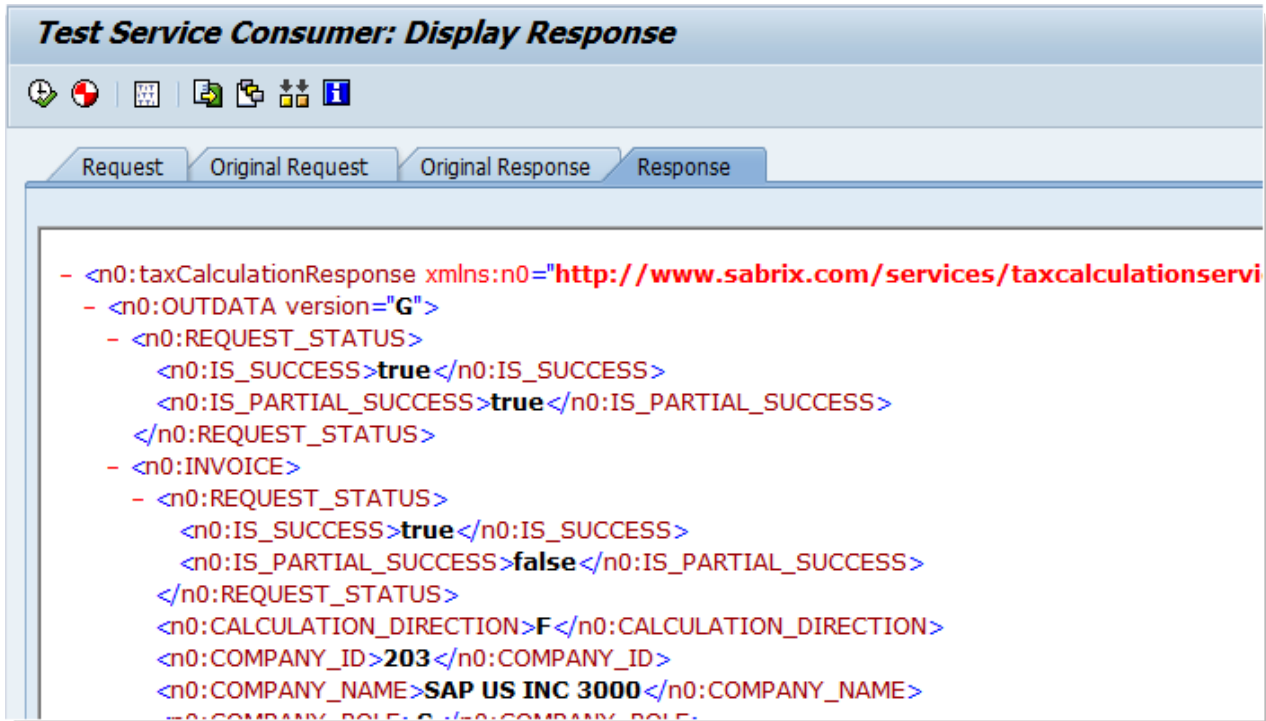 Test Service Consumer: Display Response
Request Original Request Original Response Response
- <n0:taxCalculationResponse xmlns:n0="http://www.sabrix.com/services/taxcalculationservi
- <n0:OUTDATA version="G">
- <n0:REQUEST_STATUS>
<n0:IS_SUCCESS>true</n0:IS_SUCCESS>
<n0:IS_PARTIAL_SUCCESS>true</n0:IS_PARTIAL_SUCCESS>
</n0:REQUEST_STATUS>
- <n0:INVOICE>
- <n0:REQUEST_STATUS>
<n0:IS_SUCCESS>true</n0:IS_SUCCESS>
<n0:IS_PARTIAL_SUCCESS>false</n0:IS_PARTIAL_SUCCESS>
</n0:REQUEST_STATUS>
<n0:CALCULATION_DIRECTION>F</n0:CALCULATION_DIRECTION>
<n0:COMPANY_ID>203</n0:COMPANY_ID>
<n0:COMPANY_NAME>SAP US INC 3000</n0:COMPANY_NAME>